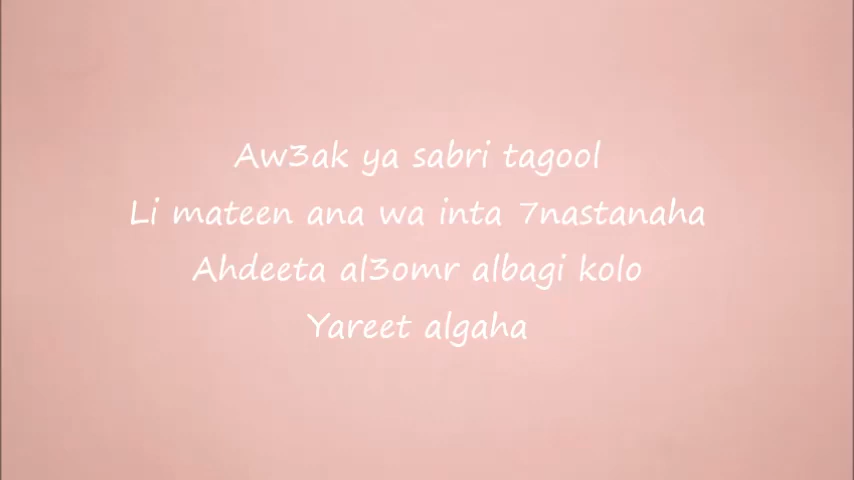 Aw3ak ya sabri tagool
Li mateen ana wa inta 7nastanaha
Ahdeeta al3omr albagi kolo
Yareet algaha